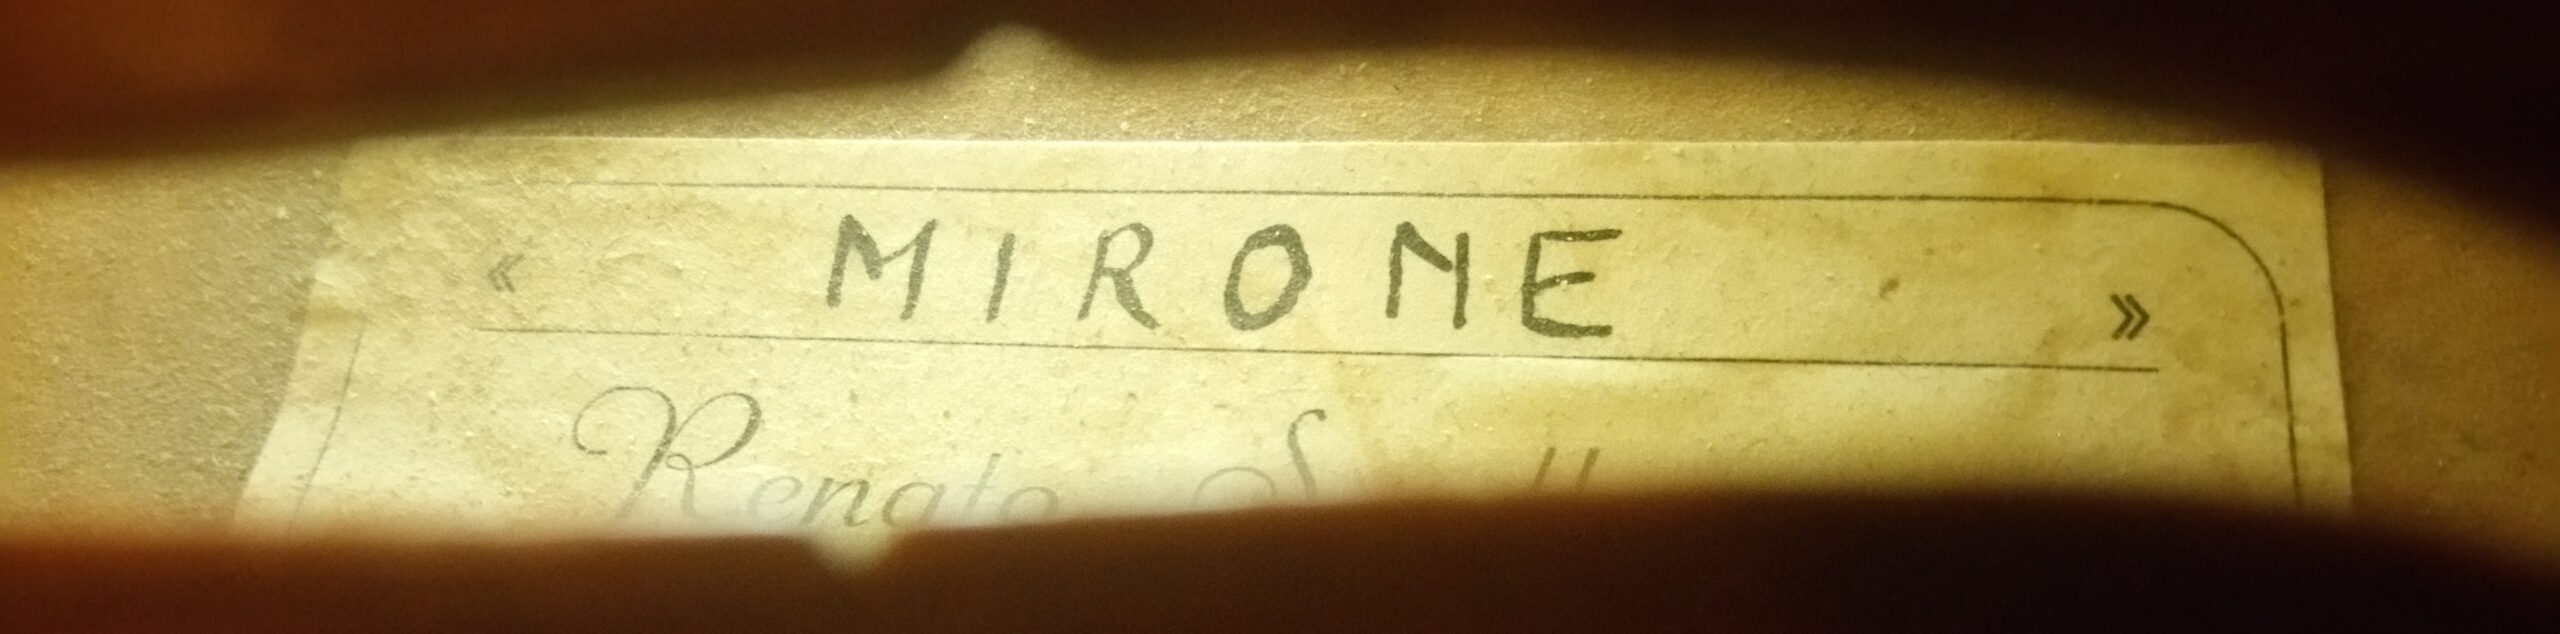 « MIRONE »
Renato